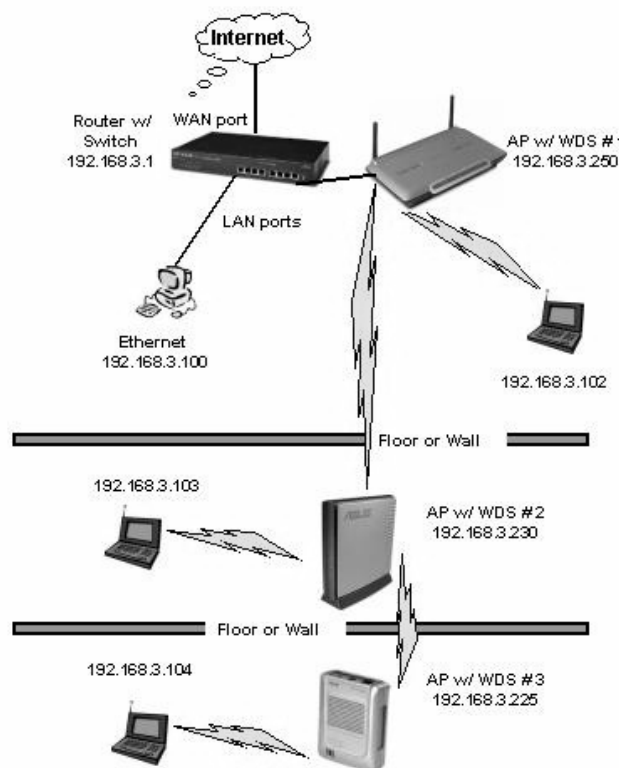 Internet
WAN port
Router w/
Switch
192.168.3.1
AP w/ WDS #
192.168.3.250
LAN ports
Ethernet
192.168.3.100
192.168.3.102
Floor or Wall
192.168.3.103
AP w/ WDS #2
192.168.3.230
Floor or Wall
192.168.3.104
AP w/ WDS #3
192.168.3.225